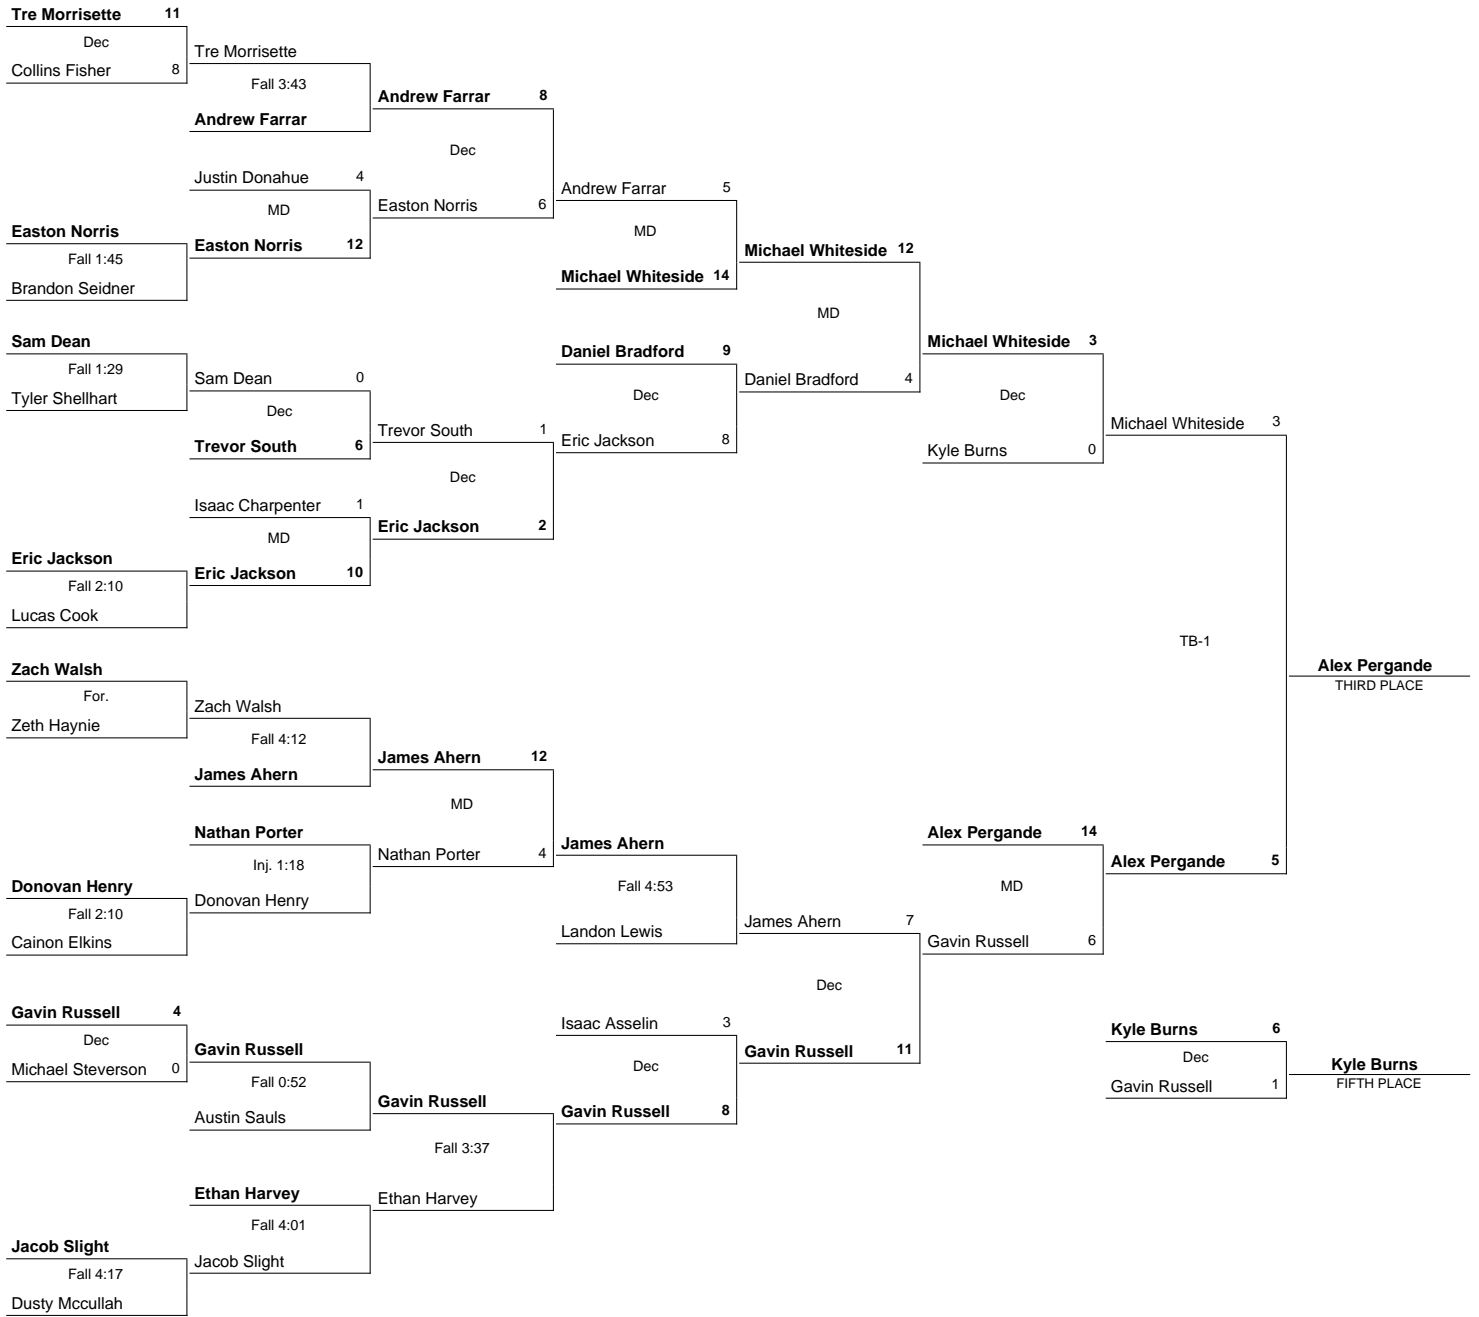 Tre Morrisette 11
Dec
Collins Fisher 8
Tre Morrisette
Fall 3:43
Andrew Farrar
Andrew Farrar 8
Dec
Easton Norris 6
Justin Donahue 4
MD
Easton Norris 12
Easton Norris
Fall 1:45
Brandon Seidner
Andrew Farrar 5
MD
Michael Whiteside 14
Michael Whiteside 12
MD
Daniel Bradford 4
Sam Dean
Fall 1:29
Tyler Shellhart
Sam Dean 0
Dec
Trevor South 6
Trevor South 1
Dec
Eric Jackson 2
Isaac Charpenter 1
MD
Eric Jackson 10
Eric Jackson
Fall 2:10
Lucas Cook
Daniel Bradford 9
Dec
Eric Jackson 8
Michael Whiteside 3
Dec
Kyle Burns 0
Michael Whiteside 3
TB-1
Alex Pergande 5
Alex Pergande
THIRD PLACE
Zach Walsh
For.
Zeth Haynie
Zach Walsh
Fall 4:12
James Ahern
James Ahern 12
MD
Nathan Porter 4
Nathan Porter
Inj. 1:18
Donovan Henry
Donovan Henry
Fall 2:10
Cainon Elkins
James Ahern
Fall 4:53
Landon Lewis
James Ahern 7
Dec
Gavin Russell 11
Alex Pergande 14
MD
Gavin Russell 6
Gavin Russell 4
Dec
Michael Steverson 0
Gavin Russell
Fall 0:52
Austin Sauls
Gavin Russell
Fall 3:37
Ethan Harvey
Isaac Asselin 3
Dec
Gavin Russell 8
Ethan Harvey
Fall 4:01
Jacob Slight
Jacob Slight
Fall 4:17
Dusty Mccullah
Kyle Burns 6
Dec
Gavin Russell 1
Kyle Burns
FIFTH PLACE